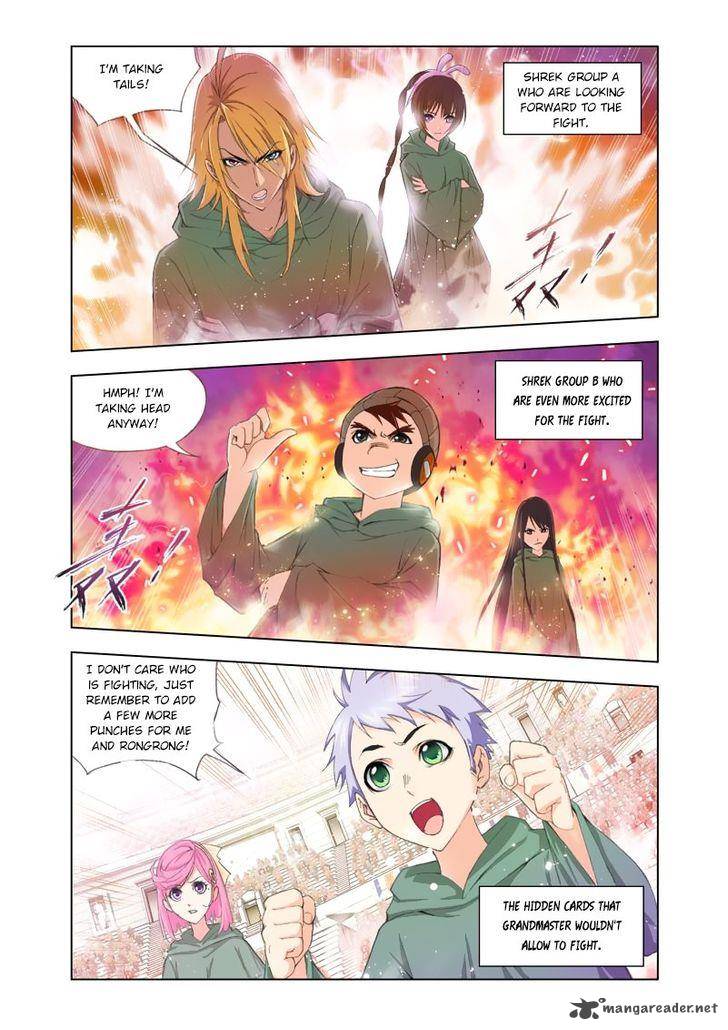 I'M TAKING
TAILS!
SHREK GROUP A
WHO ARE LOOKING
FORWARD TO THE
FIGHT.
HMPH! I'M
TAKING HEAD
ANYWAY!
SHREK GROUP B WHO
ARE EVEN MORE EXCITED
FOR THE FIGHT.
I DON'T CARE WHO
IS FIGHTING, JUST
REMEMBER TO ADD
A FEW MORE
PUNCHES FOR ME
AND RONGRONG!
THE HIDDEN CARDS THAT
GRANDMASTER WOULDN'T
ALLOW TO FIGHT.
mangareader.net